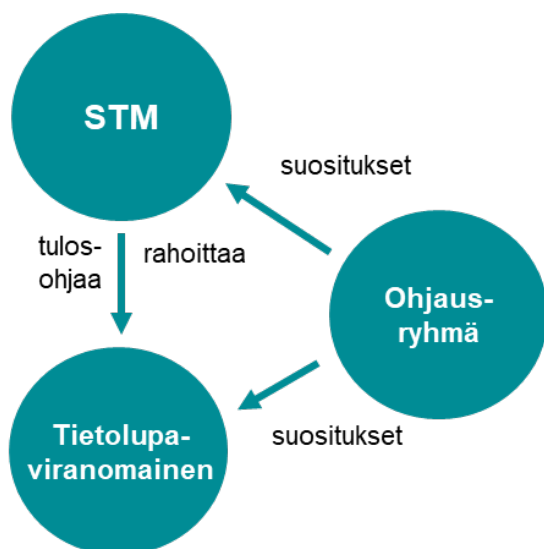 STM
suositukset
tulos-
ohjaa
rahoittaa
Ohjaus-
ryhmä
Tietolupa-
viranomainen
suositukset